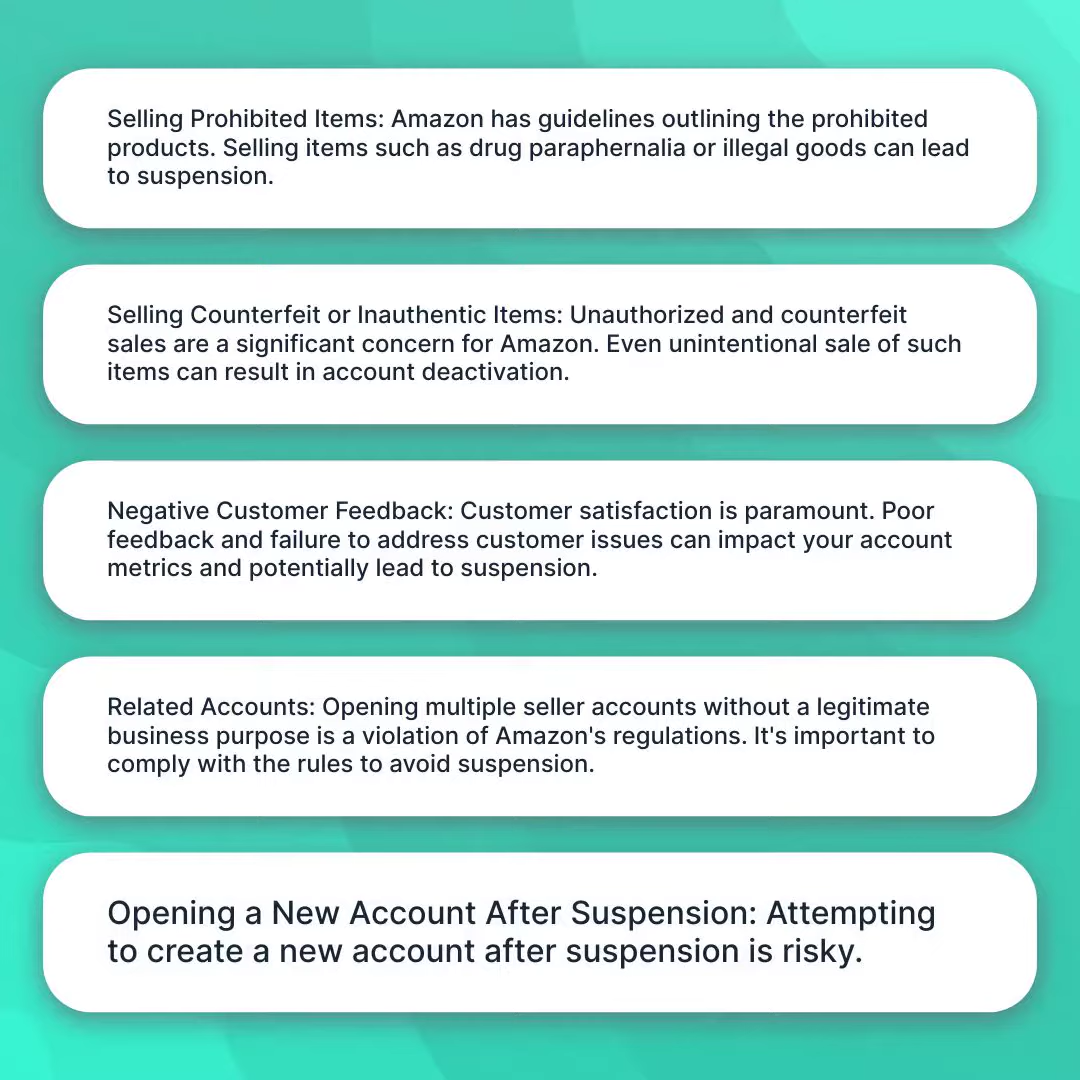 Selling Prohibited Items: Amazon has guidelines outlining the prohibited
products. Selling items such as drug paraphernalia or illegal goods can lead
to suspension.
Selling Counterfeit or Inauthentic Items: Unauthorized and counterfeit
sales are a significant concern for Amazon. Even unintentional sale of such
items can result in account deactivation.
Negative Customer Feedback: Customer satisfaction is paramount. Poor
feedback and failure to address customer issues can impact your account
metrics and potentially lead to suspension.
Related Accounts: Opening multiple seller accounts without a legitimate
business purpose is a violation of Amazon's regulations. It's important to
comply with the rules to avoid suspension.
Opening a New Account After Suspension: Attempting
to create a new account after suspension is risky.